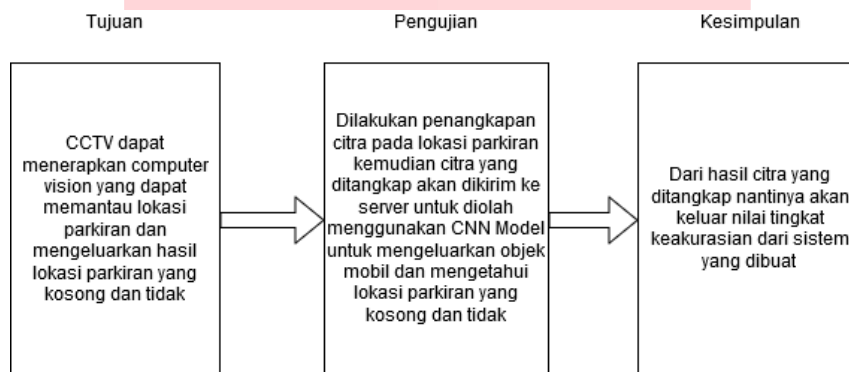 Tujuan
Pengujian
Kesimpulan
CCTV dapat
menerapkan computer
vision yang dapat
memantau lokasi
parkiran dan
mengeluarkan hasil
lokasi parkiran yang
kosong dan tidak
Dilakukan penangkapan
citra pada lokasi parkiran
kemudian citra yang
ditangkap akan dikirim ke
server untuk diolah
menggunakan CNN Model
untuk mengeluarkan objek
mobil dan mengetahui
lokasi parkiran yang
kosong dan tidak
Dari hasil citra yang
ditangkap nantinya akan
keluar nilai tingkat
keakurasian dari sistem
yang dibuat